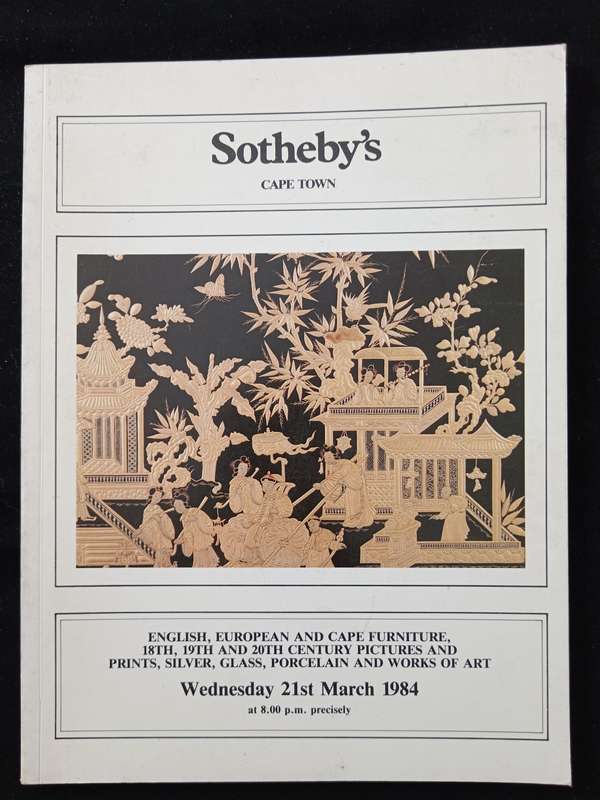 Sotheby's
CAPE TOWN
ENGLISH, EUROPEAN AND CAPE FURNITURE,
18TH, 19TH AND 20TH CENTURY PICTURES AND
PRINTS, SILVER, GLASS, PORCELAIN AND WORKS OF ART
Wednesday 21st March 1984
at 8.00 p.m. precisely